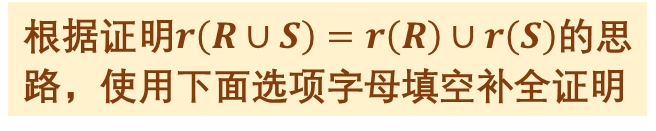 根据证明r(R ∪ S) = r(R) ∪ r(S)的思
路，使用下面选项字母填空补全证明